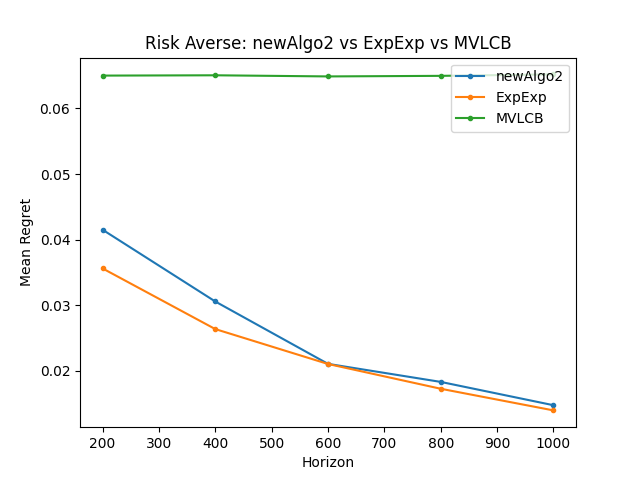 Risk Averse: newAlgo2 vs ExpExp vs MVLCB
newAlgo2
ExpExp
MVLCB
Mean Regret
0.06
0.05
0.04
0.03
0.02
200 300 400 500 600 700 800 900 1000
Horizon